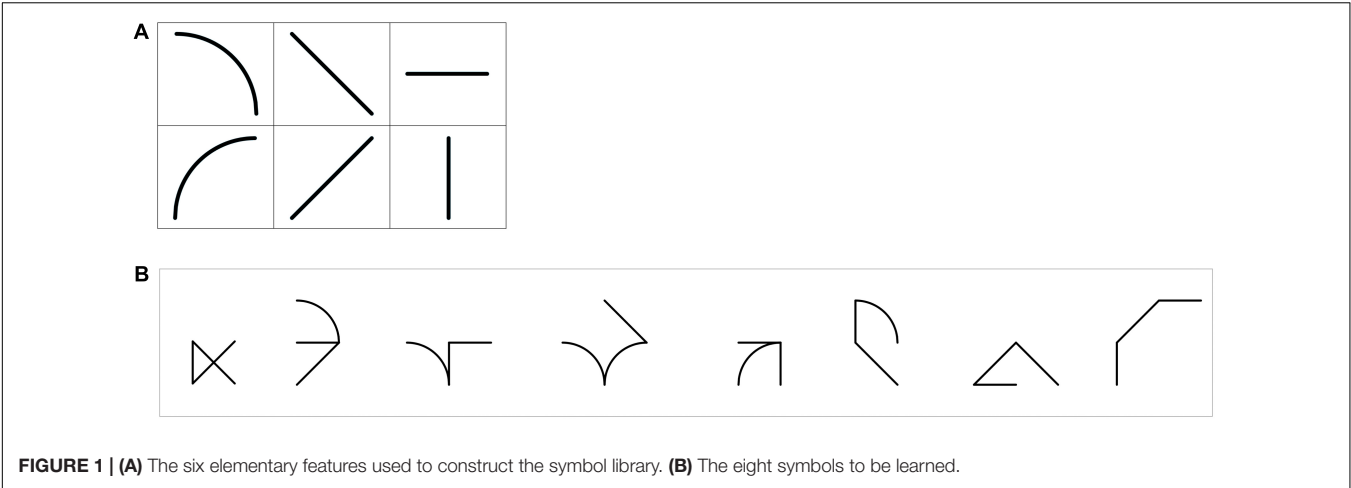 A
B
FIGURE 1 | (A) The six elementary features used to construct the symbol library. (B) The eight symbols to be learned.